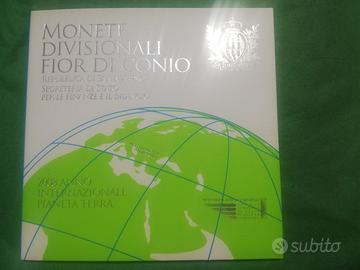 MONETE
DIVISIONALI
FIOR DI CONIO
REPUBBLICA DI SAN MARINO
SEGRETERIA DI STATO
PER LE FINANZE E IL BILANCIO
2008 ANNO
INTERNAZIONALE
PIANETA TERRA
subito